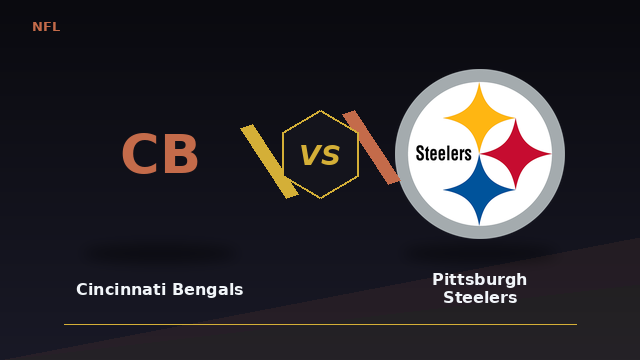 NFL
CB
VS
Steelers
Cincinnati Bengals
Pittsburgh
Steelers